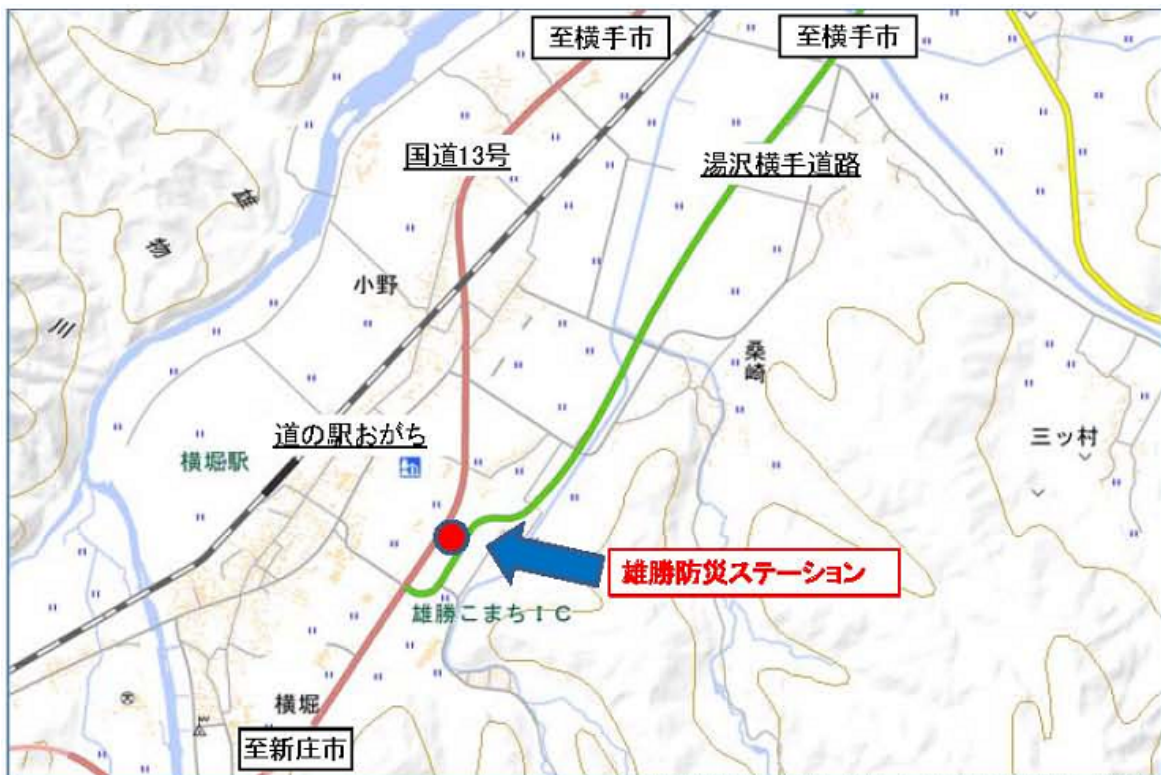 至横手市
至横手市
国道13号
湯沢横手道路
雄
物
川
小野
桑崎
道の駅おがち
横堀駅
三ッ村
雄勝防災ステーション
雄勝こまちIC
横堀
至新庄市